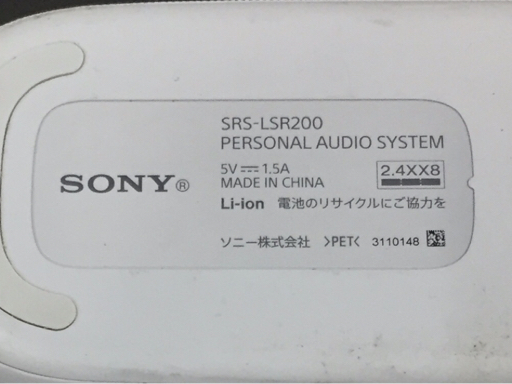 SONY®
SRS-LSR200
PERSONAL AUDIO SYSTEM
5V⎓1.5A
MADE IN CHINA
2.4XX8
Li-ion 電池のリサイクルにご協力を
ソニー株式会社 >PET< 3110148